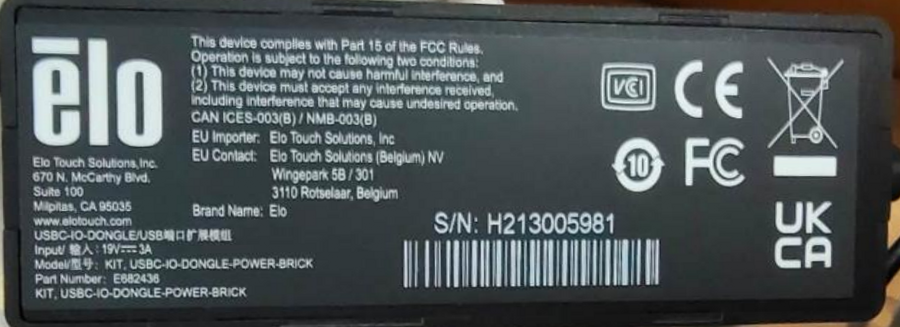 ēlo
Elo Touch Solutions, Inc.
670 N. McCarthy Blvd.
Suite 100
Milpitas, CA 95035
www.elotouch.com
USBC-IO-DONGLE/USB端口扩展模组
Input/ 输入 : 19V⎓3A
Model/型号: KIT, USBC-IO-DONGLE-POWER-BRICK
Part Number: E682436
KIT, USBC-IO-DONGLE-POWER-BRICK
This device complies with Part 15 of the FCC Rules.
Operation is subject to the following two conditions:
(1) This device may not cause harmful interference, and
(2) This device must accept any interference received,
including interference that may cause undesired operation.
CAN ICES-003(B) / NMB-003(B)
EU Importer: Elo Touch Solutions, Inc
EU Contact: Elo Touch Solutions (Belgium) NV
Wingepark 5B / 301
3110 Rotselaar, Belgium
Brand Name: Elo
S/N: H213005981
VCI
CE
10
FC
UK
CA